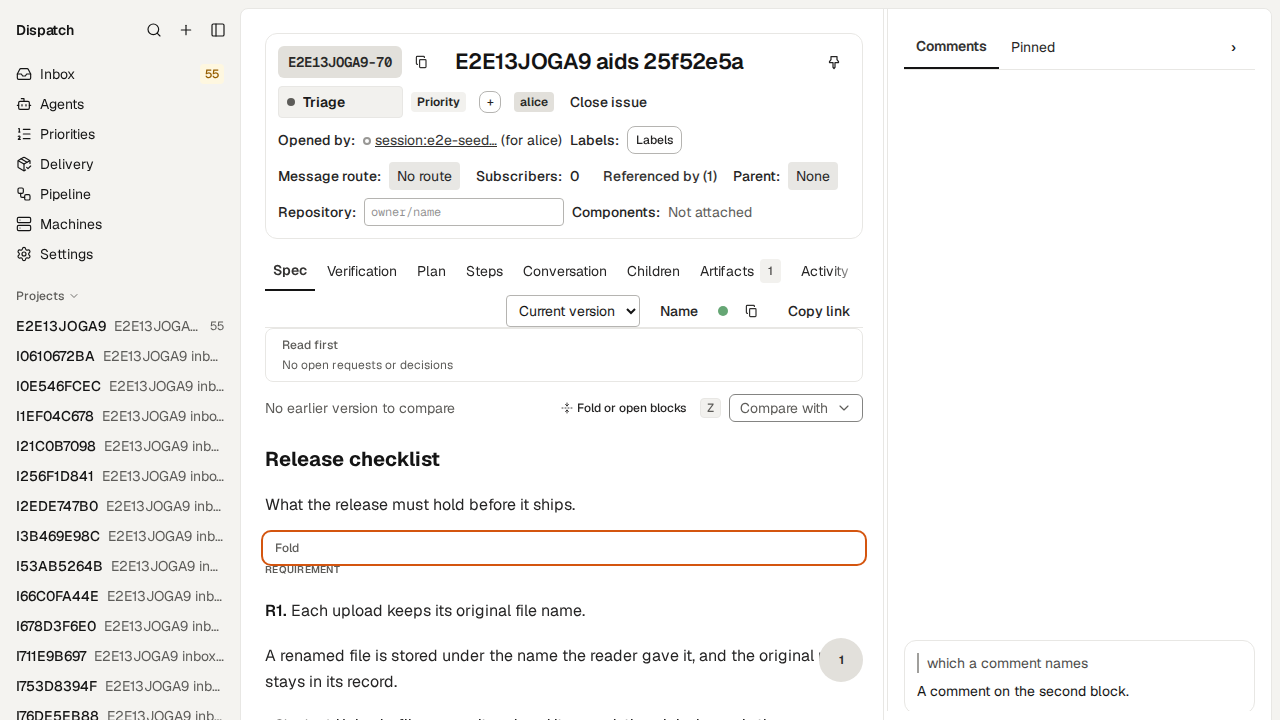 Dispatch
Inbox 55
Agents
Priorities
Delivery
Pipeline
Machines
Settings
Projects
E2E13JOGA9 E2E13JOGA... 55
I0610672BA E2E13JOGA9 inb...
I0E546FCEC E2E13JOGA9 inb...
I1EF04C678 E2E13JOGA9 inbo...
I21C0B7098 E2E13JOGA9 inb...
I256F1D841 E2E13JOGA9 inbo...
I2EDE747B0 E2E13JOGA9 inb...
I3B469E98C E2E13JOGA9 inb...
I53AB5264B E2E13JOGA9 in...
I66C0FA44E E2E13JOGA9 inb...
I678D3F6E0 E2E13JOGA9 inb...
I711E9B697 E2E13JOGA9 inbox...
I753D8394F E2E13JOGA9 inb...
I76DE5EB88 E2E13JOGA9 inb...
E2E13JOGA9-70 E2E13JOGA9 aids 25f52e5a
Triage Priority + alice Close issue
Opened by: session:e2e-seed... (for alice) Labels: Labels
Message route: No route Subscribers: 0 Referenced by (1) Parent: None
Repository: owner/name Components: Not attached
Spec Verification Plan Steps Conversation Children Artifacts 1 Activity
Current version Name Copy link
Read first
No open requests or decisions
No earlier version to compare Fold or open blocks Z Compare with
Release checklist
What the release must hold before it ships.
Fold
REQUIREMENT
R1. Each upload keeps its original file name.
A renamed file is stored under the name the reader gave it, and the original
stays in its record.
1
Comments Pinned
which a comment names
A comment on the second block.